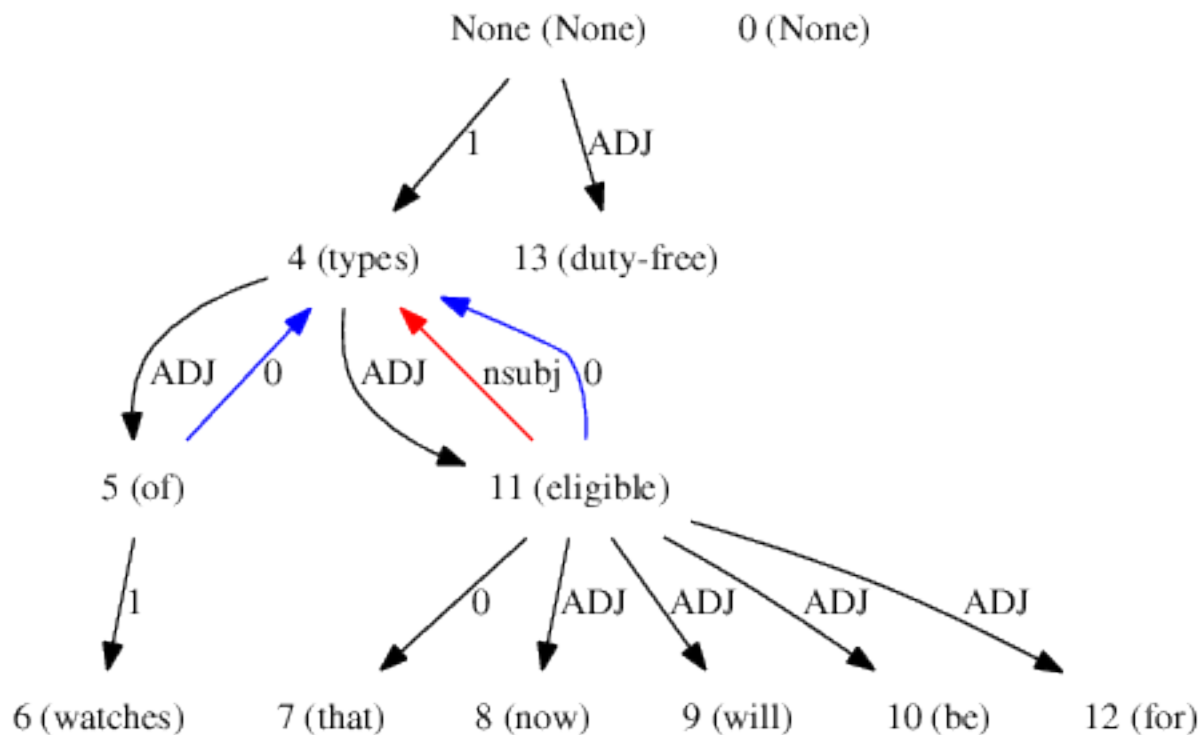 None (None) 0 (None)
1 ADJ
4 (types) 13 (duty-free)
ADJ 0 ADJ nsubj 0
5 (of) 11 (eligible)
1 0 ADJ ADJ ADJ ADJ
6 (watches) 7 (that) 8 (now) 9 (will) 10 (be) 12 (for)